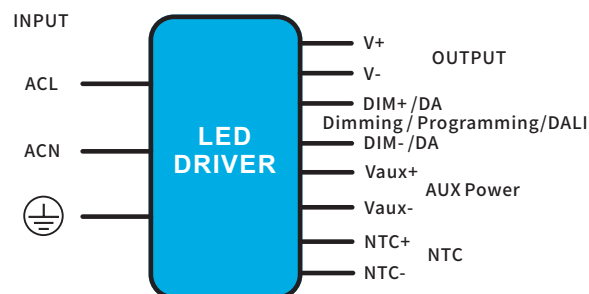 INPUT
ACL
ACN
LED
DRIVER
V+
OUTPUT
V-
DIM+/DA
Dimming/Programming/DALI
DIM-/DA
Vaux+
AUX Power
Vaux-
NTC+
NTC
NTC-